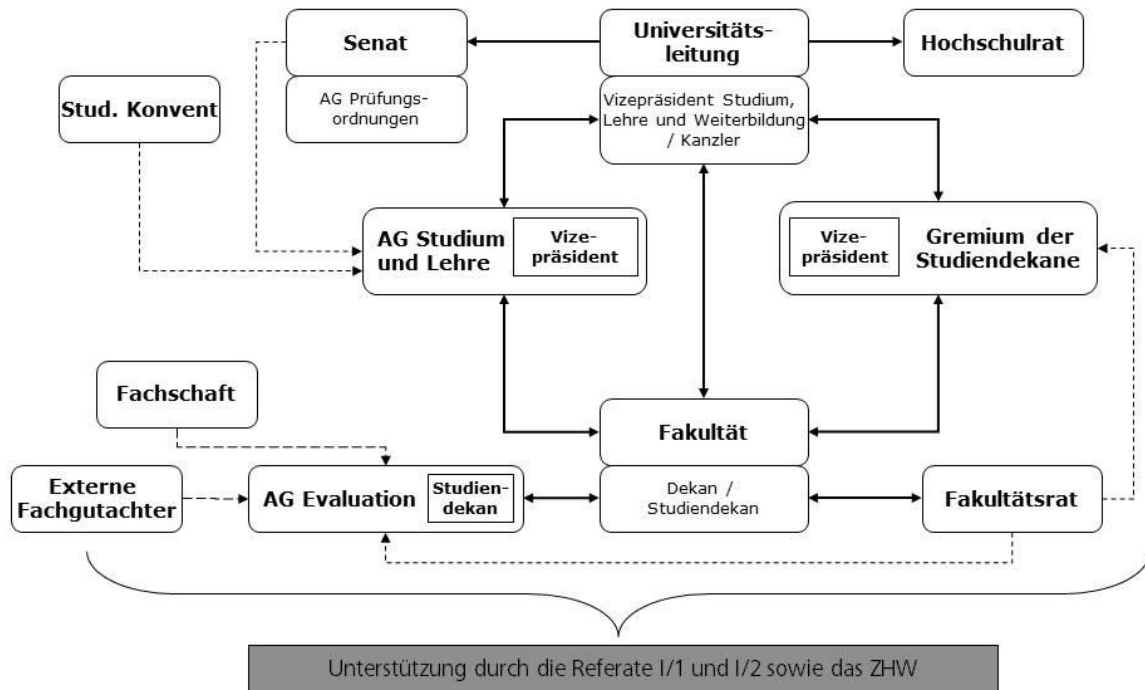 Senat
Universitäts-
leitung
Hochschulrat
Stud. Konvent
AG Prüfungs-
ordnungen
Vizepräsident Studium,
Lehre und Weiterbildung
/ Kanzler
AG Studium
und Lehre
Vize-
präsident
Vize-
präsident
Gremium der
Studiendekane
Fachschaft
Fakultät
Externe
Fachgutachter
AG Evaluation
Studien-
dekan
Dekan /
Studiendekan
Fakultätsrat
Unterstützung durch die Referate I/1 und I/2 sowie das ZHW